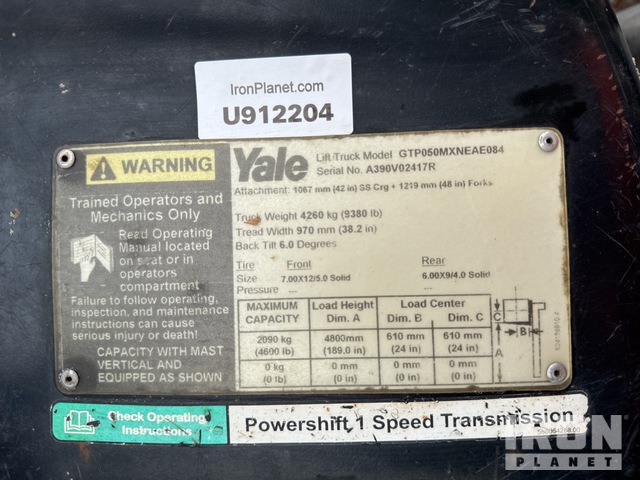 IronPlanet.com
U912204
WARNING
Trained Operators and
Mechanics Only
Read Operating
Manual located
on seat or in
operators
compartment
Failure to follow operating,
inspection, and maintenance
instructions can cause
serious injury or death!
CAPACITY WITH MAST
VERTICAL AND
EQUIPPED AS SHOWN
Yale
Lift Truck Model GTP050MXNEAE084
Serial No. A390V02417R
Attachment: 1067 mm (42 in) SS Crg + 1219 mm (48 in) Forks
Truck Weight 4260 kg (9380 lb)
Tread Width 970 mm (38.2 in)
Back Tilt 6.0 Degrees
Tire Front Rear
Size 7.00X12/5.0 Solid 6.00X9/4.0 Solid
Pressure --- ---
MAXIMUM CAPACITY Load Height Dim. A Load Center Dim. B Dim. C
2090 kg 4800mm 610 mm 610 mm
(4600 lb) (189.0 in) (24 in) (24 in)
0 kg 0 mm 0 mm 0 mm
(0 lb) (0 in) (0 in) (0 in)
C
B
A
Check Operating
Instructions
Powershift 1 Speed Transmission
IRON
PLANET